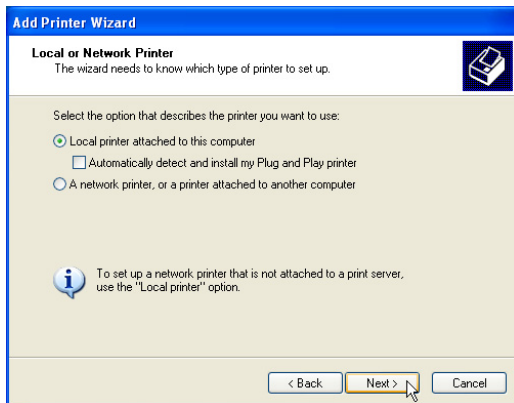 Add Printer Wizard
Local or Network Printer
The wizard needs to know which type of printer to set up.
Select the option that describes the printer you want to use:
Local printer attached to this computer
Automatically detect and install my Plug and Play printer
A network printer, or a printer attached to another computer
To set up a network printer that is not attached to a print server,
use the "Local printer" option.
< Back Next > Cancel